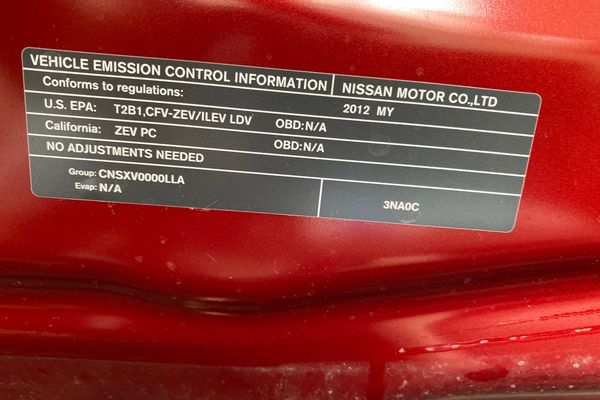 VEHICLE EMISSION CONTROL INFORMATION NISSAN MOTOR CO.,LTD
Conforms to regulations: 2012 MY
U.S. EPA: T2B1,CFV-ZEV/ILEV LDV OBD:N/A
California: ZEV PC OBD:N/A
NO ADJUSTMENTS NEEDED
Group: CNSXV0000LLA
Evap: N/A
3NA0C